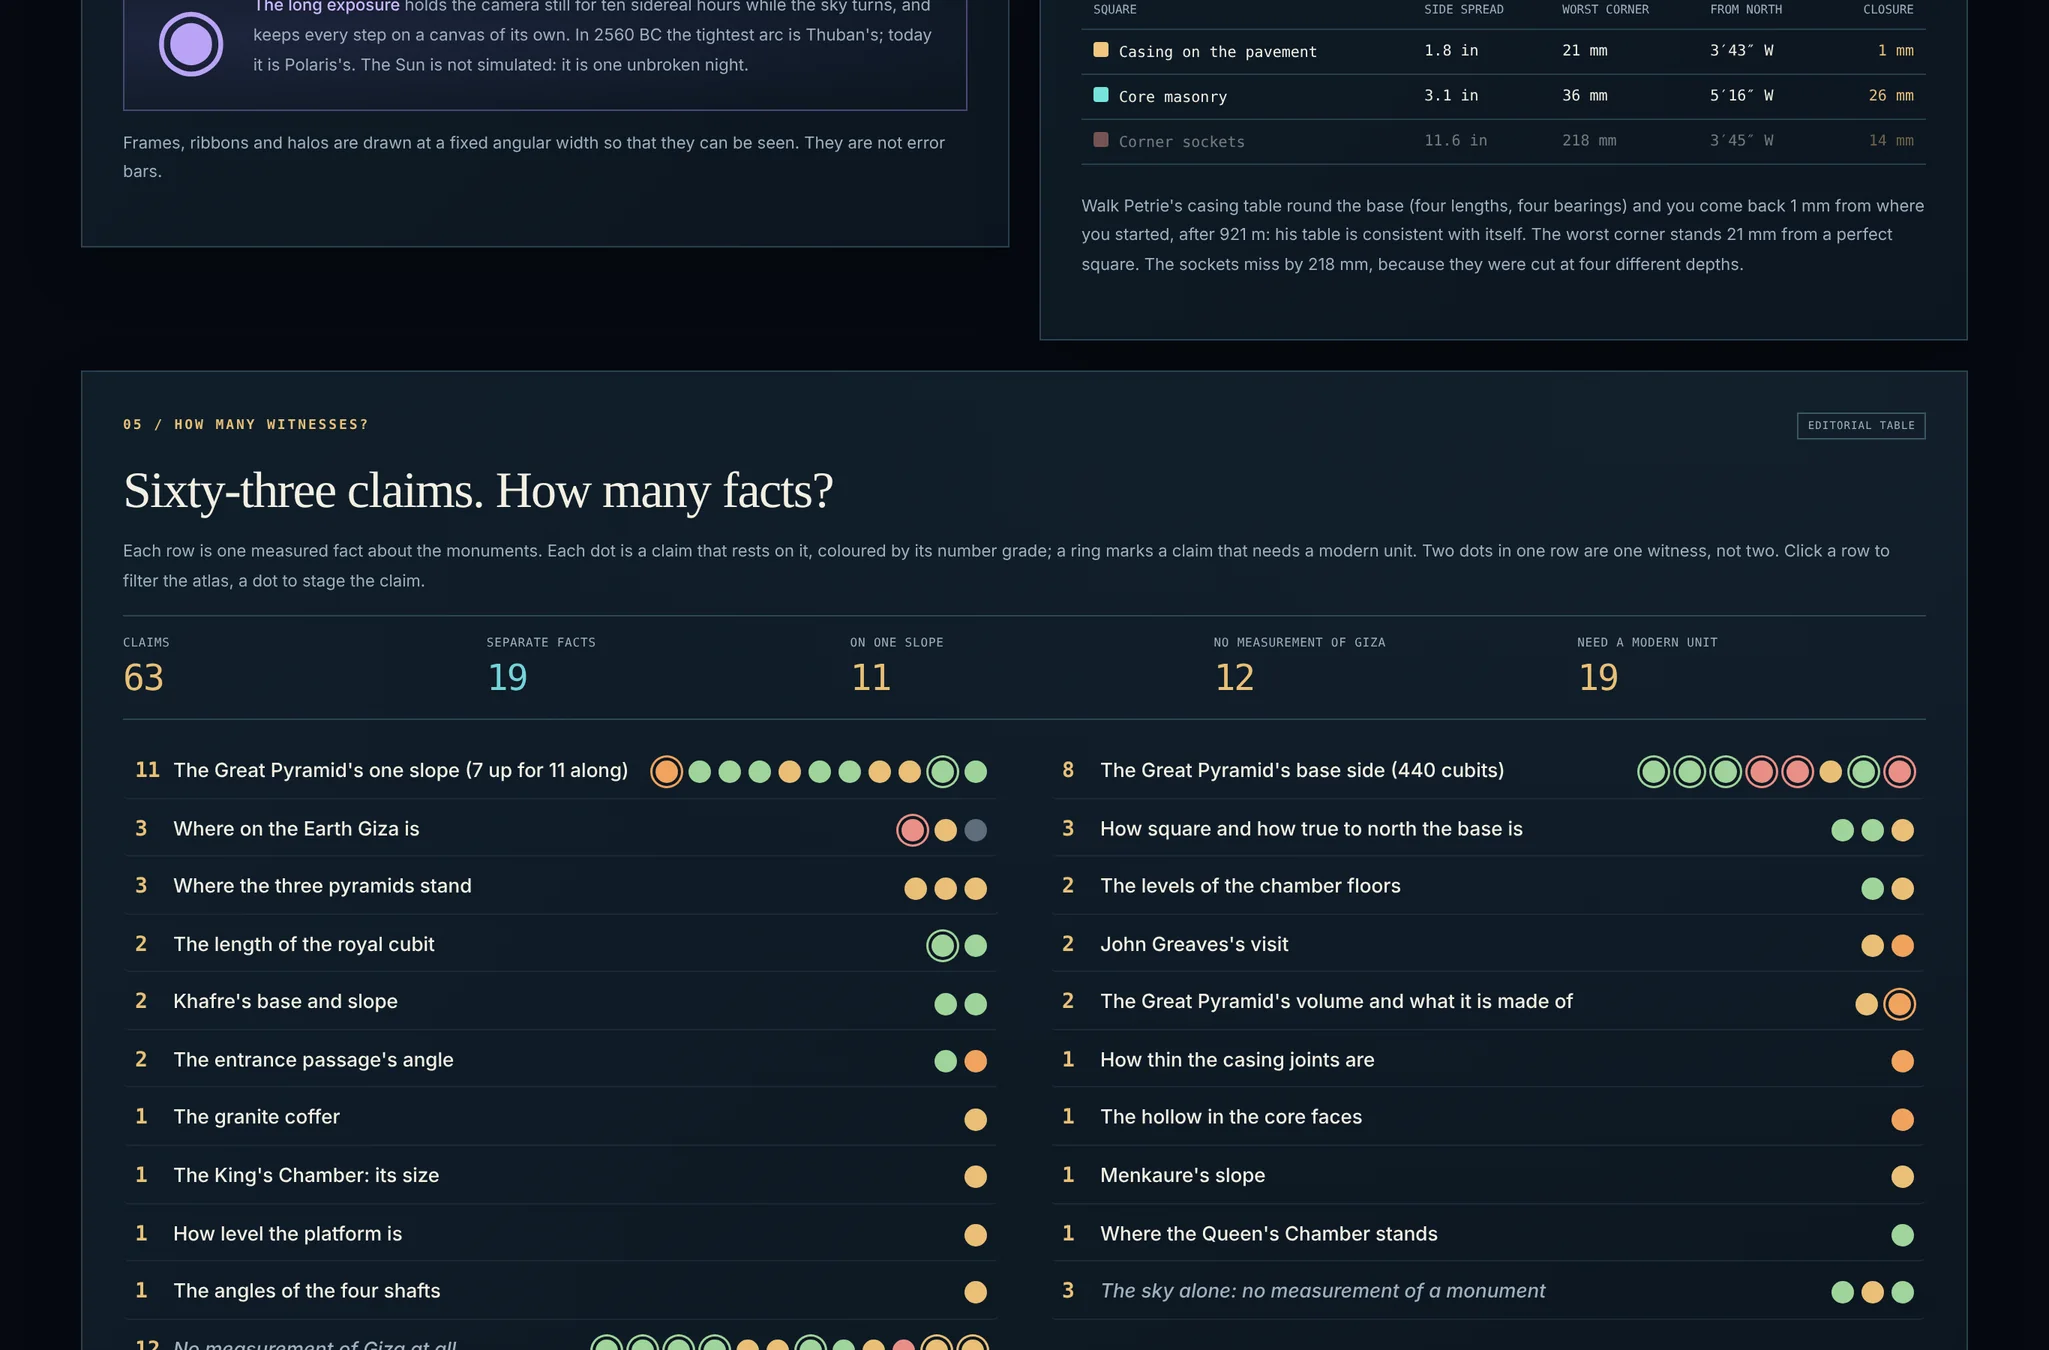 The long exposure holds the camera still for ten sidereal hours while the sky turns, and
keeps every step on a canvas of its own. In 2560 BC the tightest arc is Thuban's; today
it is Polaris's. The Sun is not simulated: it is one unbroken night.
Frames, ribbons and halos are drawn at a fixed angular width so that they can be seen. They are not error
bars.
SQUARE SIDE SPREAD WORST CORNER FROM NORTH CLOSURE
Casing on the pavement 1.8 in 21 mm 3′43″ W 1 mm
Core masonry 3.1 in 36 mm 5′16″ W 26 mm
Corner sockets 11.6 in 218 mm 3′45″ W 14 mm
Walk Petrie's casing table round the base (four lengths, four bearings) and you come back 1 mm from where
you started, after 921 m: his table is consistent with itself. The worst corner stands 21 mm from a perfect
square. The sockets miss by 218 mm, because they were cut at four different depths.
05 / HOW MANY WITNESSES?
EDITORIAL TABLE
Sixty-three claims. How many facts?
Each row is one measured fact about the monuments. Each dot is a claim that rests on it, coloured by its number grade; a ring marks a claim that needs a modern unit. Two dots in one row are one witness, not two. Click a row to
filter the atlas, a dot to stage the claim.
CLAIMS SEPARATE FACTS ON ONE SLOPE NO MEASUREMENT OF GIZA NEED A MODERN UNIT
63 19 11 12 19
11 The Great Pyramid's one slope (7 up for 11 along)
8 The Great Pyramid's base side (440 cubits)
3 Where on the Earth Giza is
3 How square and how true to north the base is
3 Where the three pyramids stand
2 The levels of the chamber floors
2 The length of the royal cubit
2 John Greaves's visit
2 Khafre's base and slope
2 The Great Pyramid's volume and what it is made of
2 The entrance passage's angle
1 How thin the casing joints are
1 The granite coffer
1 The hollow in the core faces
1 The King's Chamber: its size
1 Menkaure's slope
1 How level the platform is
1 Where the Queen's Chamber stands
1 The angles of the four shafts
3 The sky alone: no measurement of a monument
12 No measurement of Giza at all